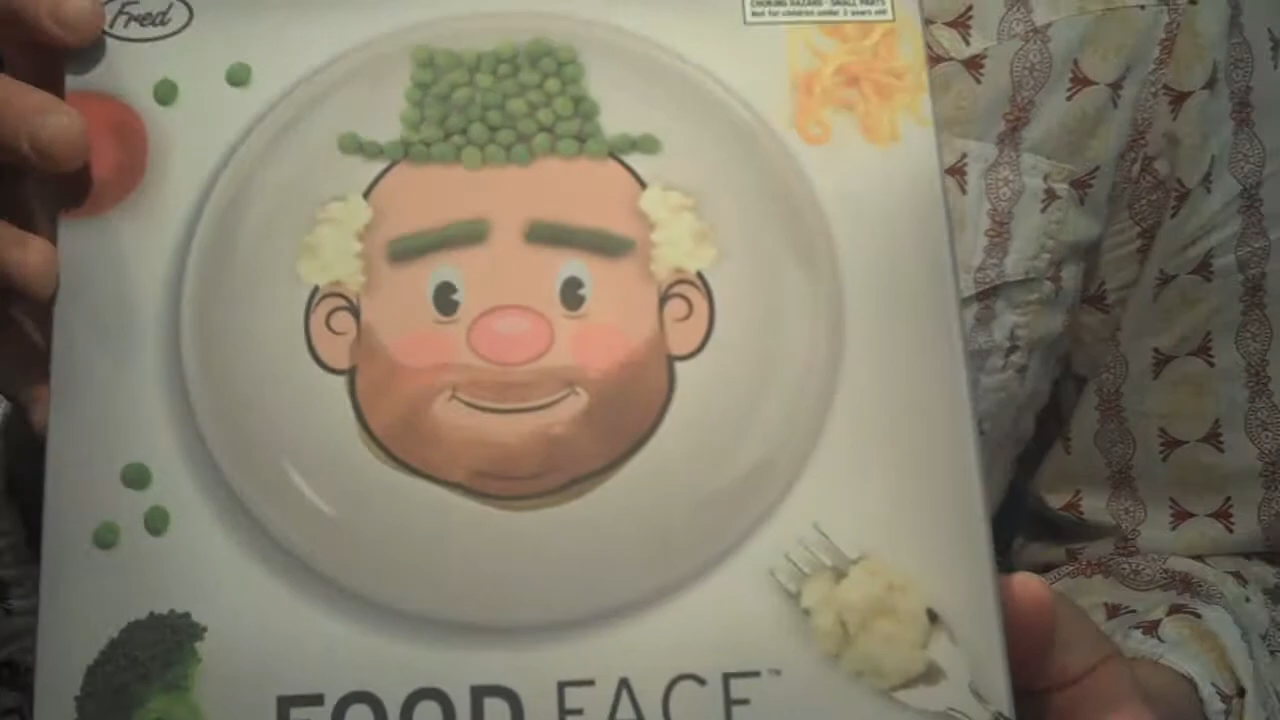 Fred
CHOKING HAZARD - SMALL PARTS
Not for children under 3 years old
FOOD FACE™